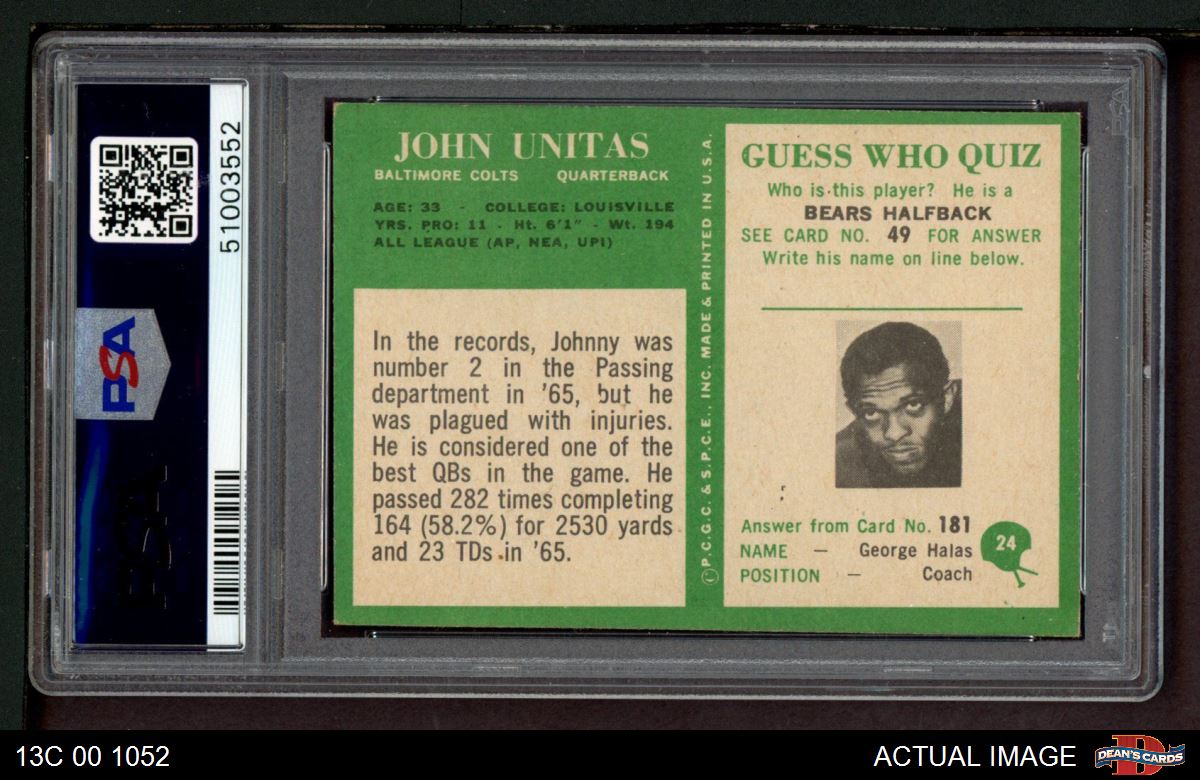 51003552
PSA
PSA
JOHN UNITAS
BALTIMORE COLTS QUARTERBACK
AGE: 33 - COLLEGE: LOUISVILLE
YRS. PRO: 11 - Ht. 6'1" - Wt. 194
ALL LEAGUE (AP, NEA, UPI)
In the records, Johnny was
number 2 in the Passing
department in '65, but he
was plagued with injuries.
He is considered one of the
best QBs in the game. He
passed 282 times completing
164 (58.2%) for 2530 yards
and 23 TDs in '65.
©P.C.G.C. & S.P.C.E., INC. MADE & PRINTED IN U.S.A.
GUESS WHO QUIZ
Who is this player? He is a
BEARS HALFBACK
SEE CARD NO. 49 FOR ANSWER
Write his name on line below.
Answer from Card No. 181
NAME — George Halas
POSITION — Coach
24
13C 00 1052
ACTUAL IMAGE
D
DEAN'S CARDS